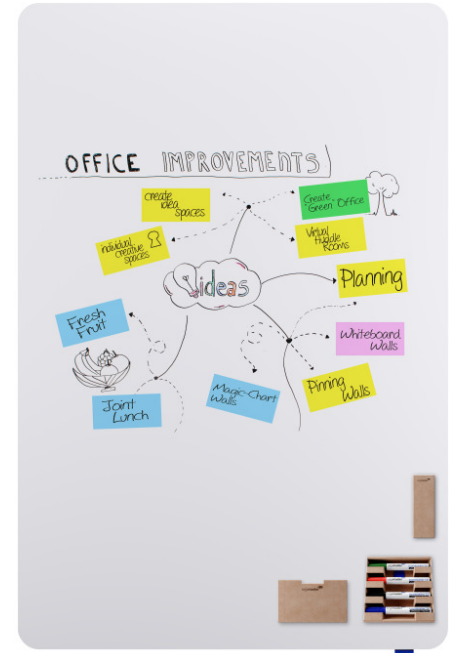 OFFICE IMPROVEMENTS
create
idea
spaces
Create
"Green" Office
individual
creative
spaces
Virtual
Huddle
Rooms
ideas
Planning
Fresh
Fruit
Whiteboard
Walls
Magic-Chart
Walls
Pinning
Walls
Joint
Lunch